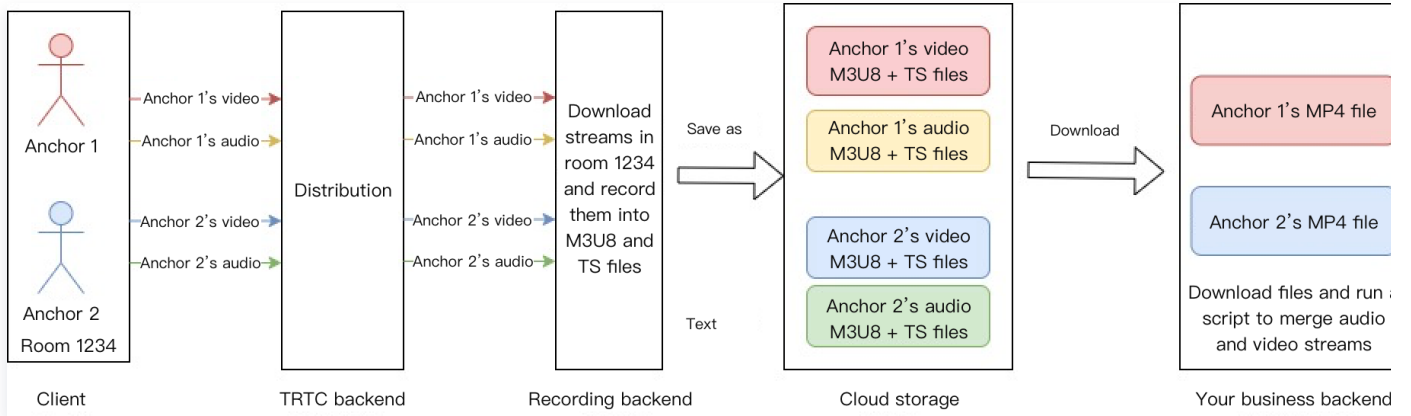 Anchor 1
Anchor 2
Room 1234
Client
Anchor 1's video
Anchor 1's audio
Anchor 2's video
Anchor 2's audio
Distribution
TRTC backend
Anchor 1's video
Anchor 1's audio
Anchor 2's video
Anchor 2's audio
Download
streams in
room 1234
and record
them into
M3U8 and
TS files
Recording backend
Save as
Text
Anchor 1's video
M3U8 + TS files
Anchor 1's audio
M3U8 + TS files
Anchor 2's video
M3U8 + TS files
Anchor 2's audio
M3U8 + TS files
Cloud storage
Download
Anchor 1's MP4 file
Anchor 2's MP4 file
Download files and run a
script to merge audio
and video streams
Your business backend